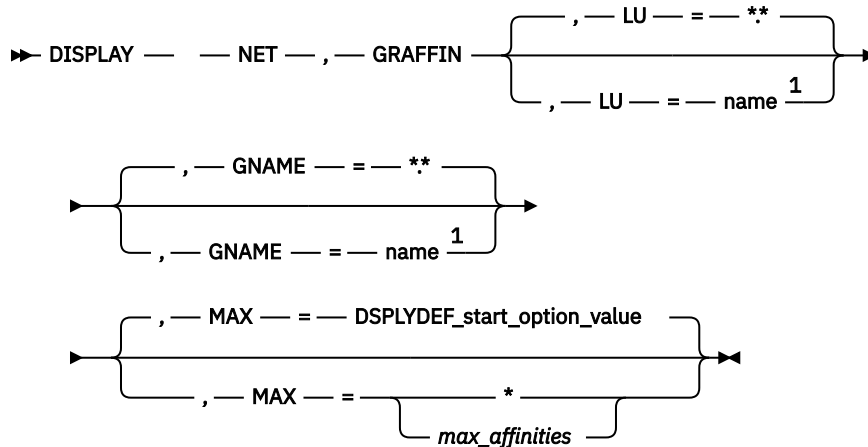 , LU = *.*
DISPLAY NET , GRAFFIN
, LU = name 1
, GNAME = *.*
, GNAME = name 1
, MAX = DSPLYDEF_start_option_value
, MAX = *
max_affinities